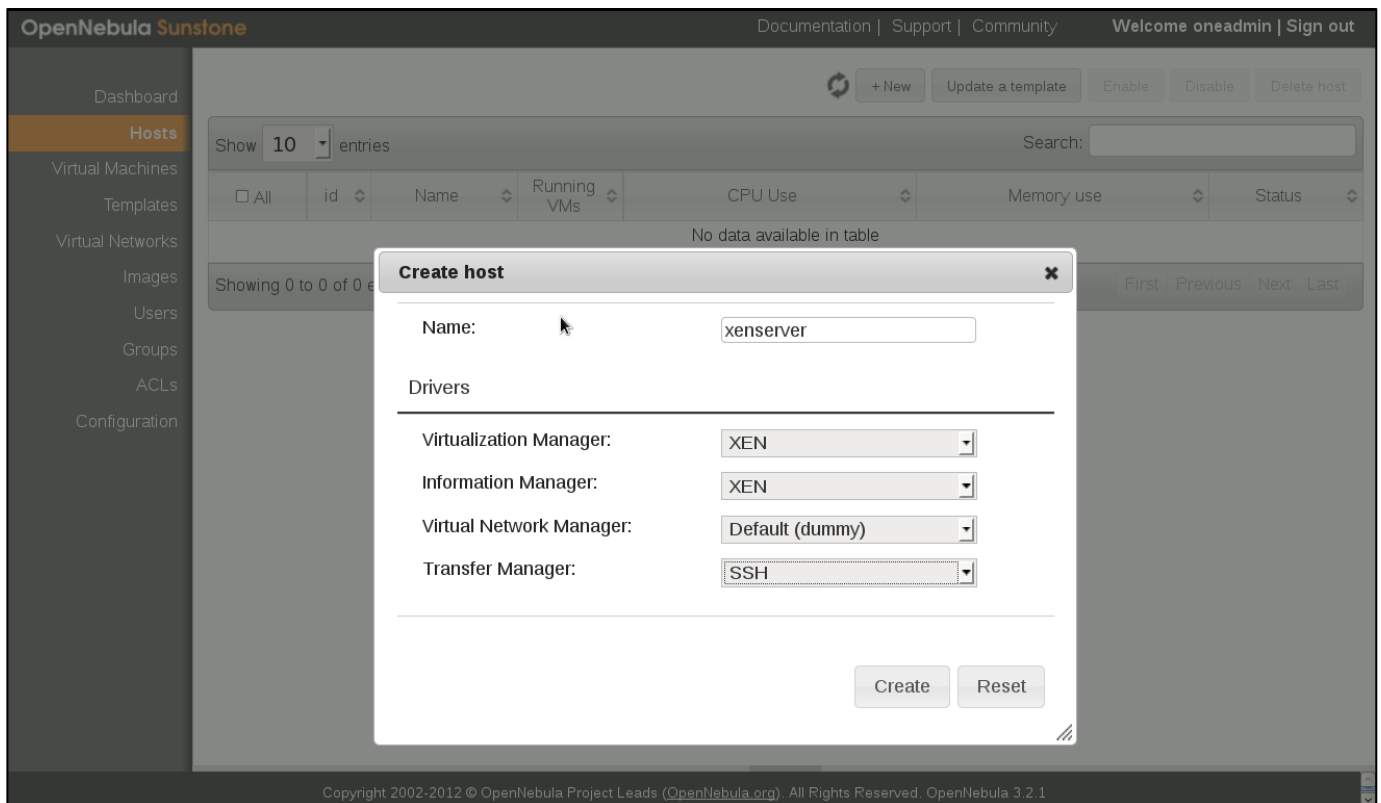 OpenNebula Sunstone
Documentation | Support | Community Welcome oneadmin | Sign out
+ New Update a template Enable Disable Delete host
Dashboard
Hosts
Virtual Machines
Templates
Virtual Networks
Images
Users
Groups
ACLs
Configuration
Show 10 entries Search:
All id Name Running VMs CPU Use Memory use Status
No data available in table
Showing 0 to 0 of 0 e
First Previous Next Last
Create host
Name: xenserver
Drivers
Virtualization Manager: XEN
Information Manager: XEN
Virtual Network Manager: Default (dummy)
Transfer Manager: SSH
Create Reset
Copyright 2002-2012 © OpenNebula Project Leads (OpenNebula.org). All Rights Reserved. OpenNebula 3.2.1